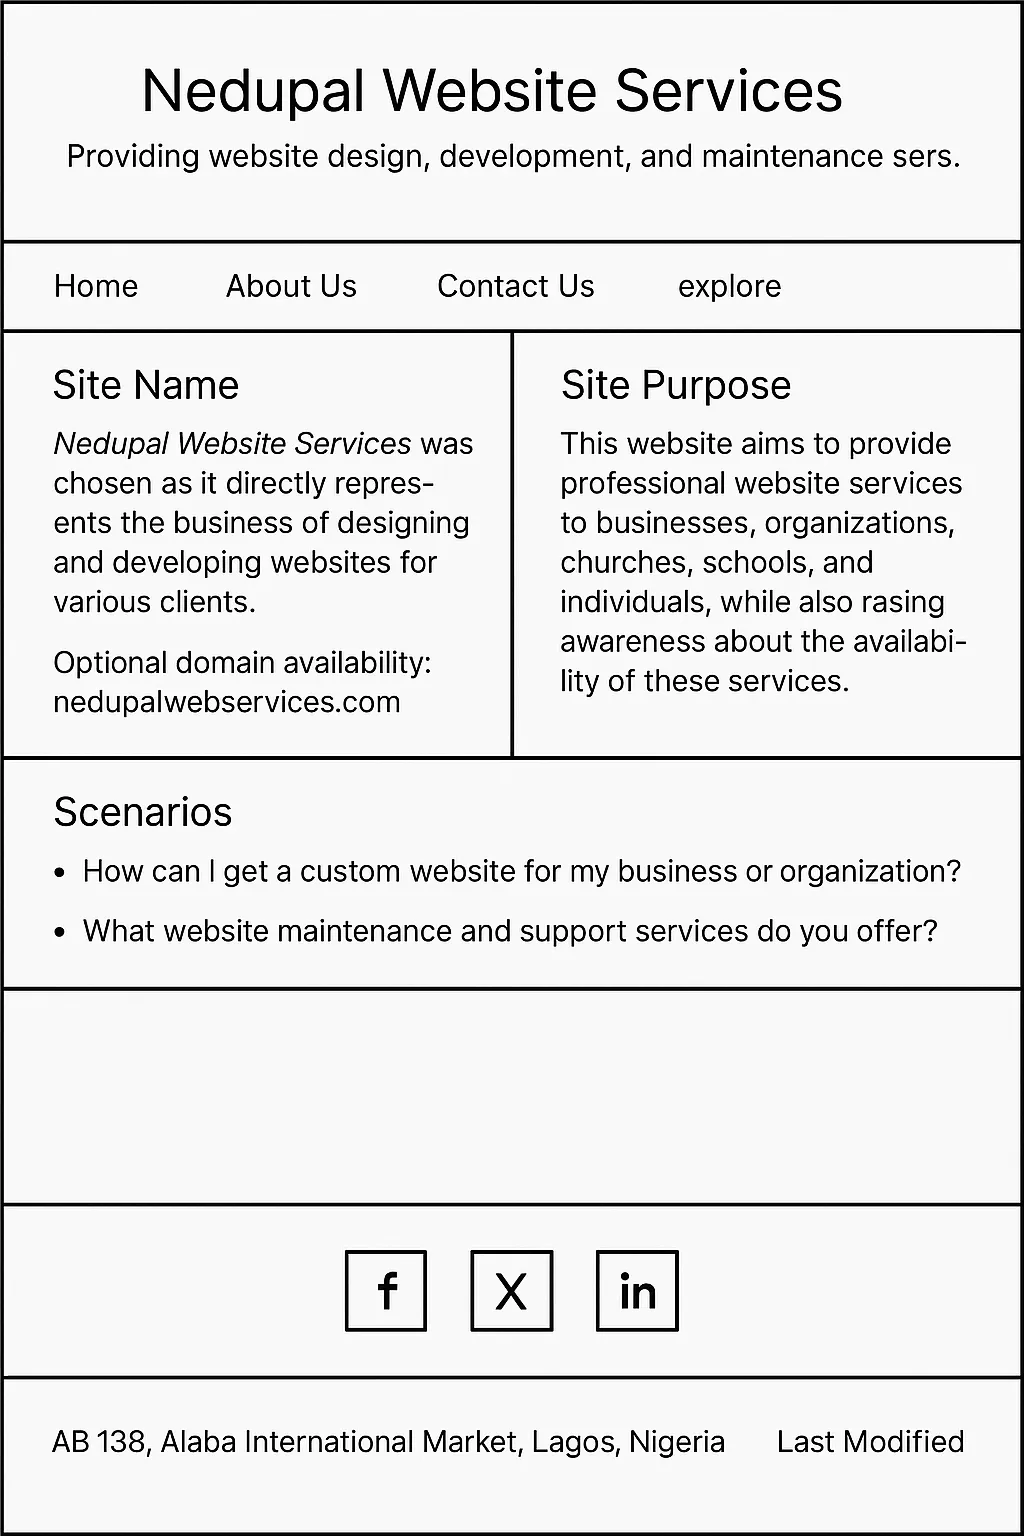 Nedupal Website Services
Providing website design, development, and maintenance sers.
Home About Us Contact Us explore
Site Name
Nedupal Website Services was
chosen as it directly repres-
ents the business of designing
and developing websites for
various clients.
Optional domain availability:
nedupalwebservices.com
Site Purpose
This website aims to provide
professional website services
to businesses, organizations,
churches, schools, and
individuals, while also rasing
awareness about the availabi-
lity of these services.
Scenarios
• How can I get a custom website for my business or organization?
• What website maintenance and support services do you offer?
f X in
AB 138, Alaba International Market, Lagos, Nigeria Last Modified